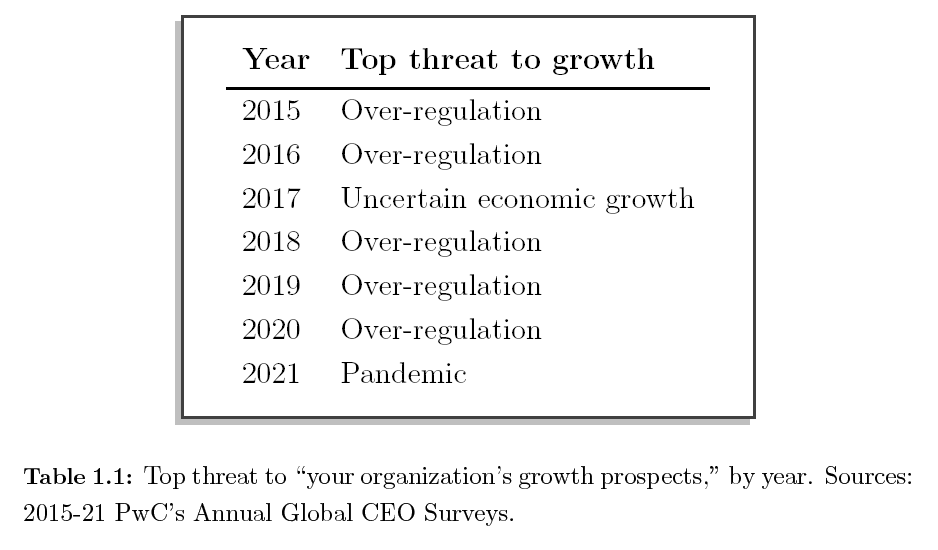 Year Top threat to growth
2015 Over-regulation
2016 Over-regulation
2017 Uncertain economic growth
2018 Over-regulation
2019 Over-regulation
2020 Over-regulation
2021 Pandemic
Table 1.1: Top threat to “your organization’s growth prospects,” by year. Sources:
2015-21 PwC’s Annual Global CEO Surveys.